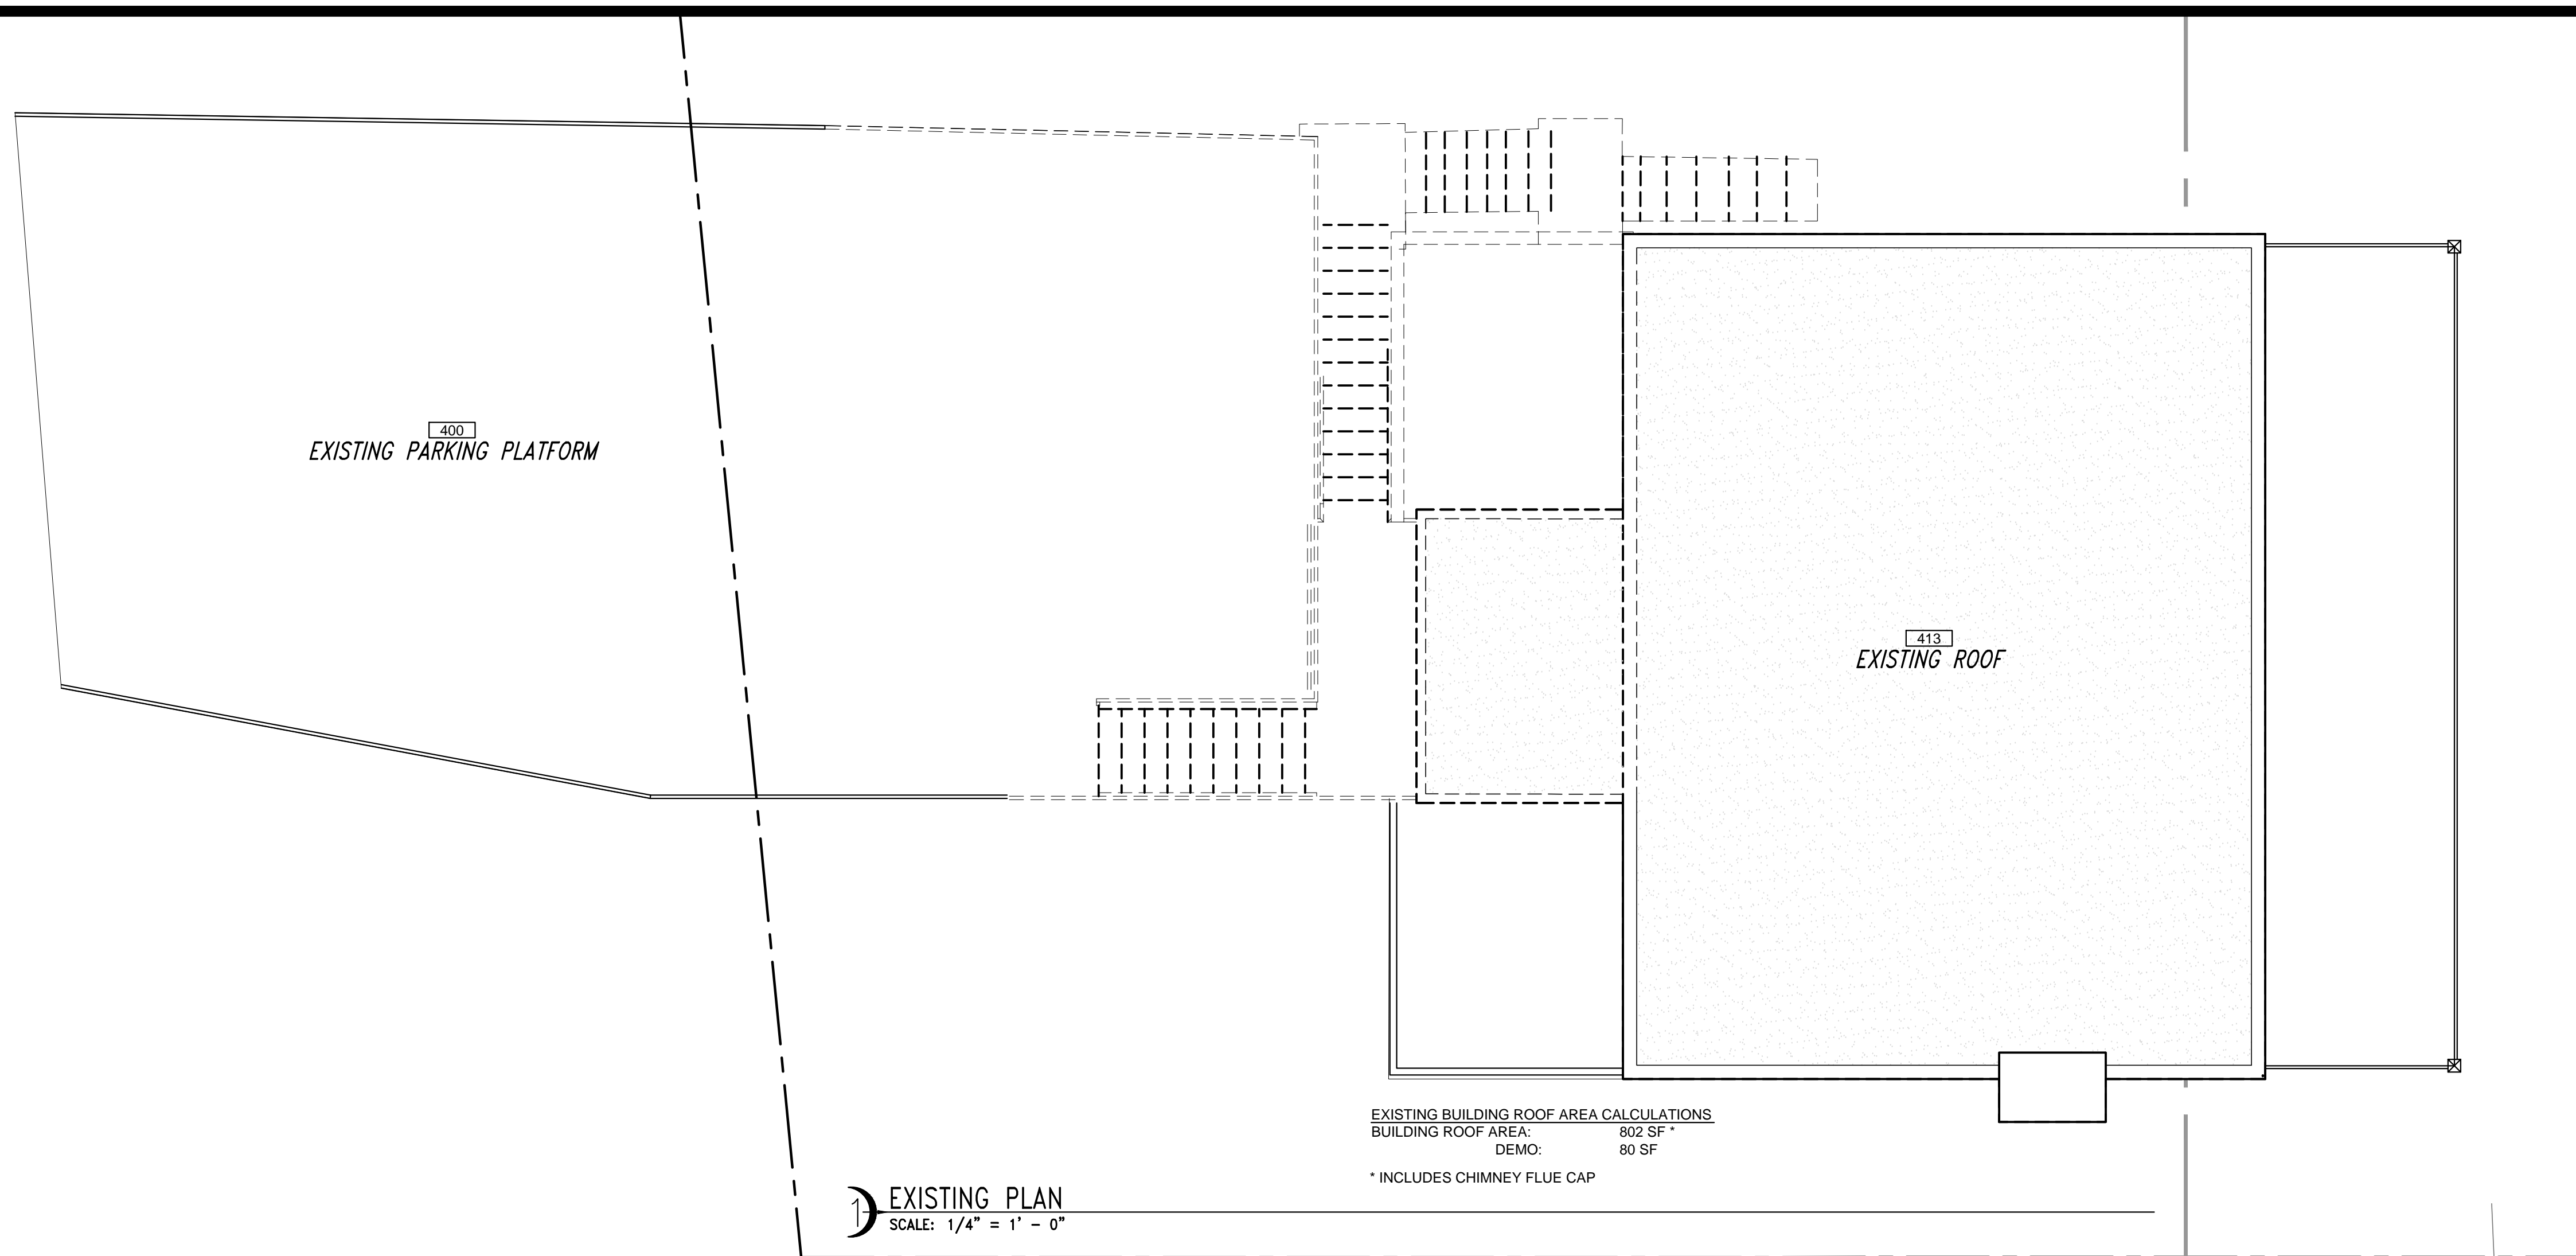 400
EXISTING PARKING PLATFORM
413
EXISTING ROOF
EXISTING BUILDING ROOF AREA CALCULATIONS
BUILDING ROOF AREA: 802 SF *
DEMO: 80 SF
* INCLUDES CHIMNEY FLUE CAP
1 EXISTING PLAN
SCALE: 1/4" = 1' - 0"